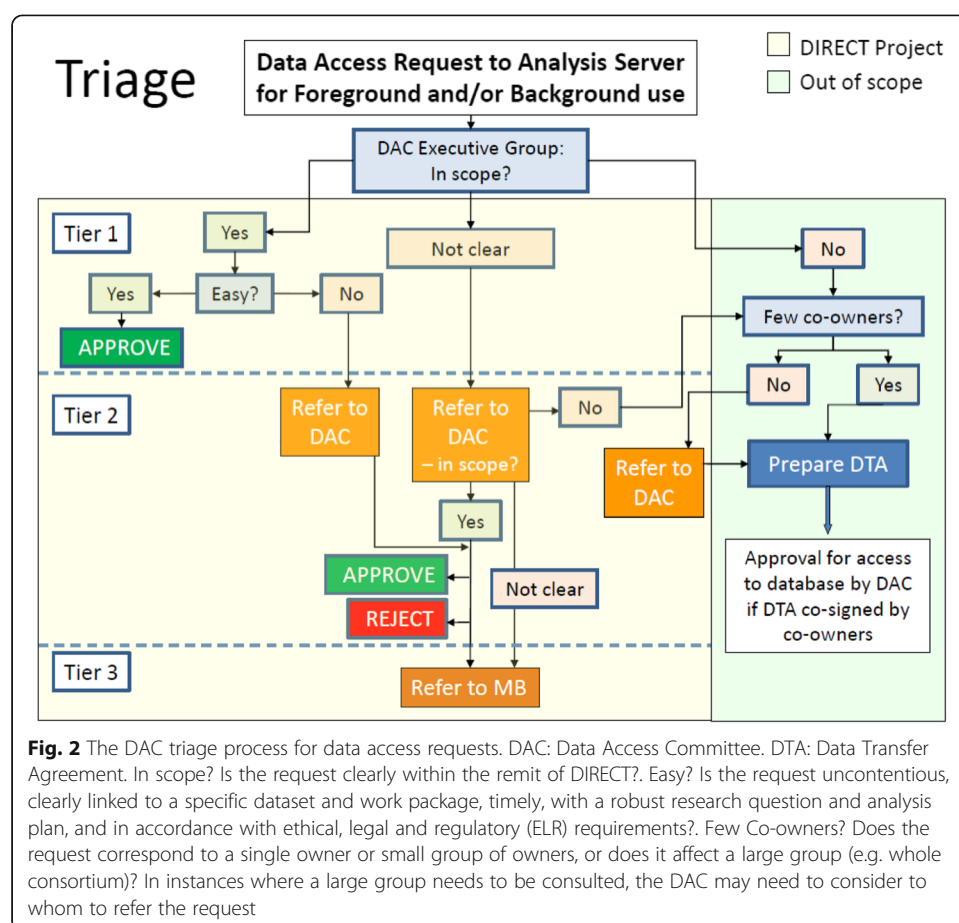 Triage
Data Access Request to Analysis Server
for Foreground and/or Background use
DIRECT Project
Out of scope
DAC Executive Group:
In scope?
Tier 1
Yes
Not clear
No
Yes
Easy?
No
Few co-owners?
APPROVE
No
Yes
Tier 2
Refer to
DAC
Refer to
DAC
– in scope?
No
Refer to
DAC
Prepare DTA
Yes
APPROVE
REJECT
Not clear
Approval for access
to database by DAC
if DTA co-signed by
co-owners
Tier 3
Refer to MB
Fig. 2 The DAC triage process for data access requests. DAC: Data Access Committee. DTA: Data Transfer
Agreement. In scope? Is the request clearly within the remit of DIRECT?. Easy? Is the request uncontentious,
clearly linked to a specific dataset and work package, timely, with a robust research question and analysis
plan, and in accordance with ethical, legal and regulatory (ELR) requirements?. Few Co-owners? Does the
request correspond to a single owner or small group of owners, or does it affect a large group (e.g. whole
consortium)? In instances where a large group needs to be consulted, the DAC may need to consider to
whom to refer the request